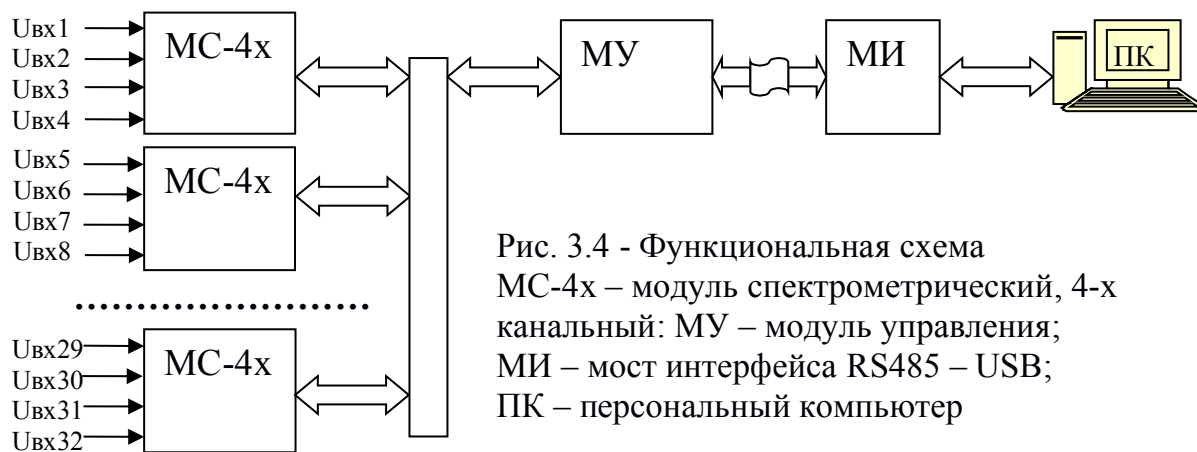 Uвх1
Uвх2
Uвх3
Uвх4
МС-4х
МУ
МИ
ПК
Uвх5
Uвх6
Uвх7
Uвх8
МС-4х
Uвх29
Uвх30
Uвх31
Uвх32
МС-4х
Рис. 3.4 - Функциональная схема
МС-4х – модуль спектрометрический, 4-х
канальный: МУ – модуль управления;
МИ – мост интерфейса RS485 – USB;
ПК – персональный компьютер